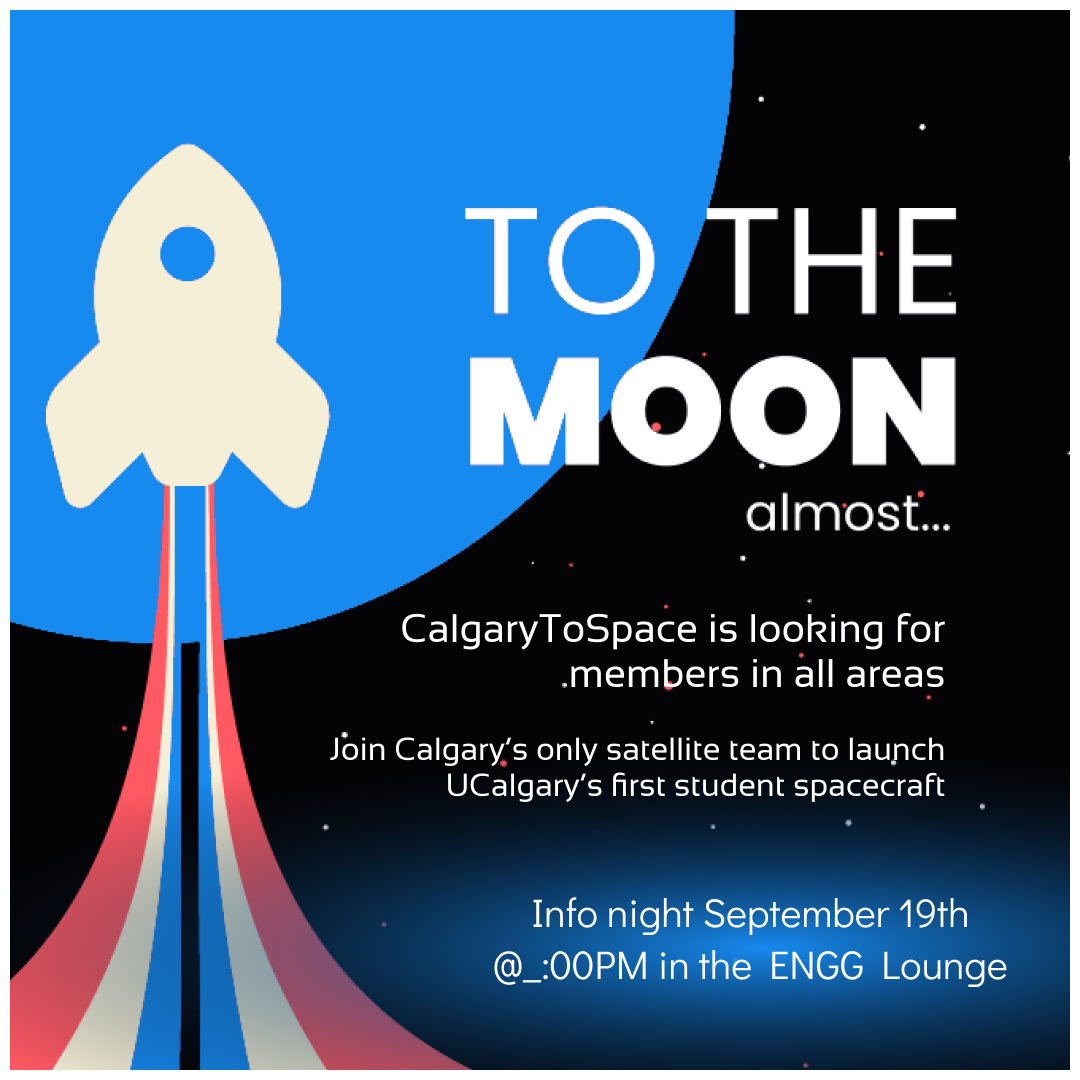 TO THE
MOON
almost...
CalgaryToSpace is looking for
members in all areas
Join Calgary’s only satellite team to launch
UCalgary’s first student spacecraft
Info night September 19th
@_:00PM in the ENGG Lounge